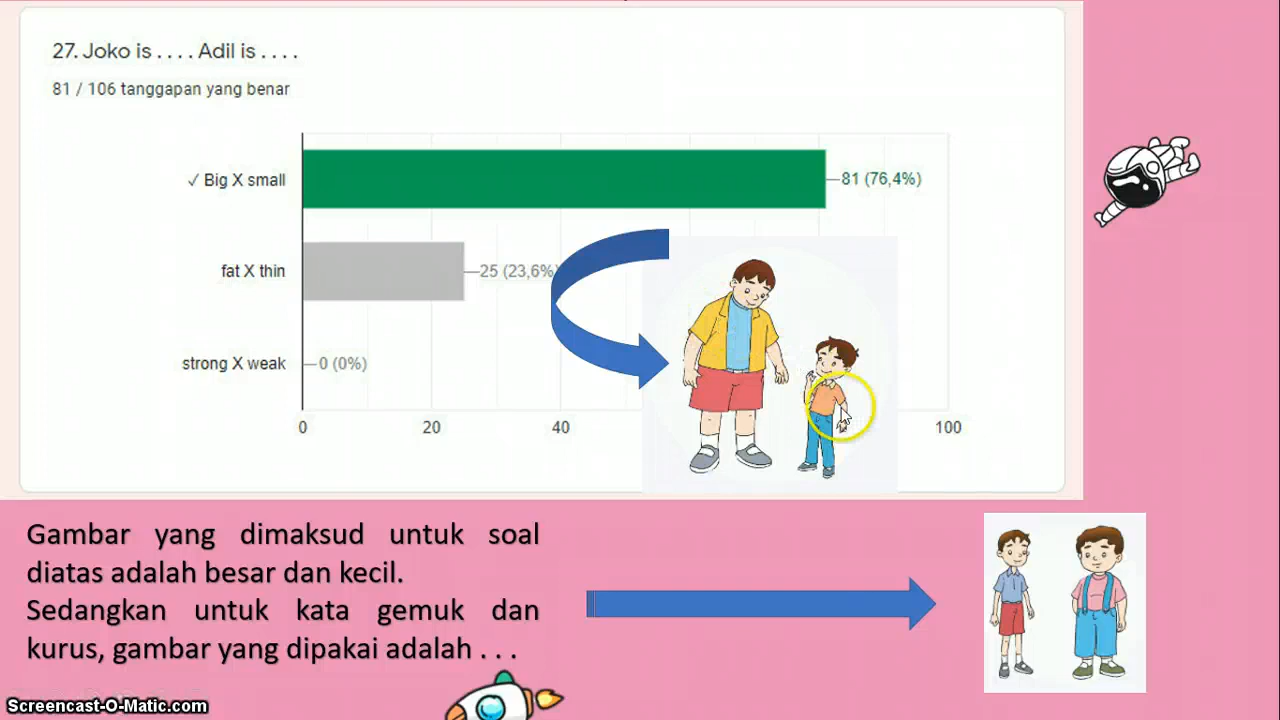 27. Joko is . . . . Adil is . . . .
81 / 106 tanggapan yang benar
✓ Big X small
81 (76,4%)
fat X thin
25 (23,6%)
strong X weak
0 (0%)
0 20 40 100
Gambar yang dimaksud untuk soal
diatas adalah besar dan kecil.
Sedangkan untuk kata gemuk dan
kurus, gambar yang dipakai adalah . . .
Screencast-O-Matic.com